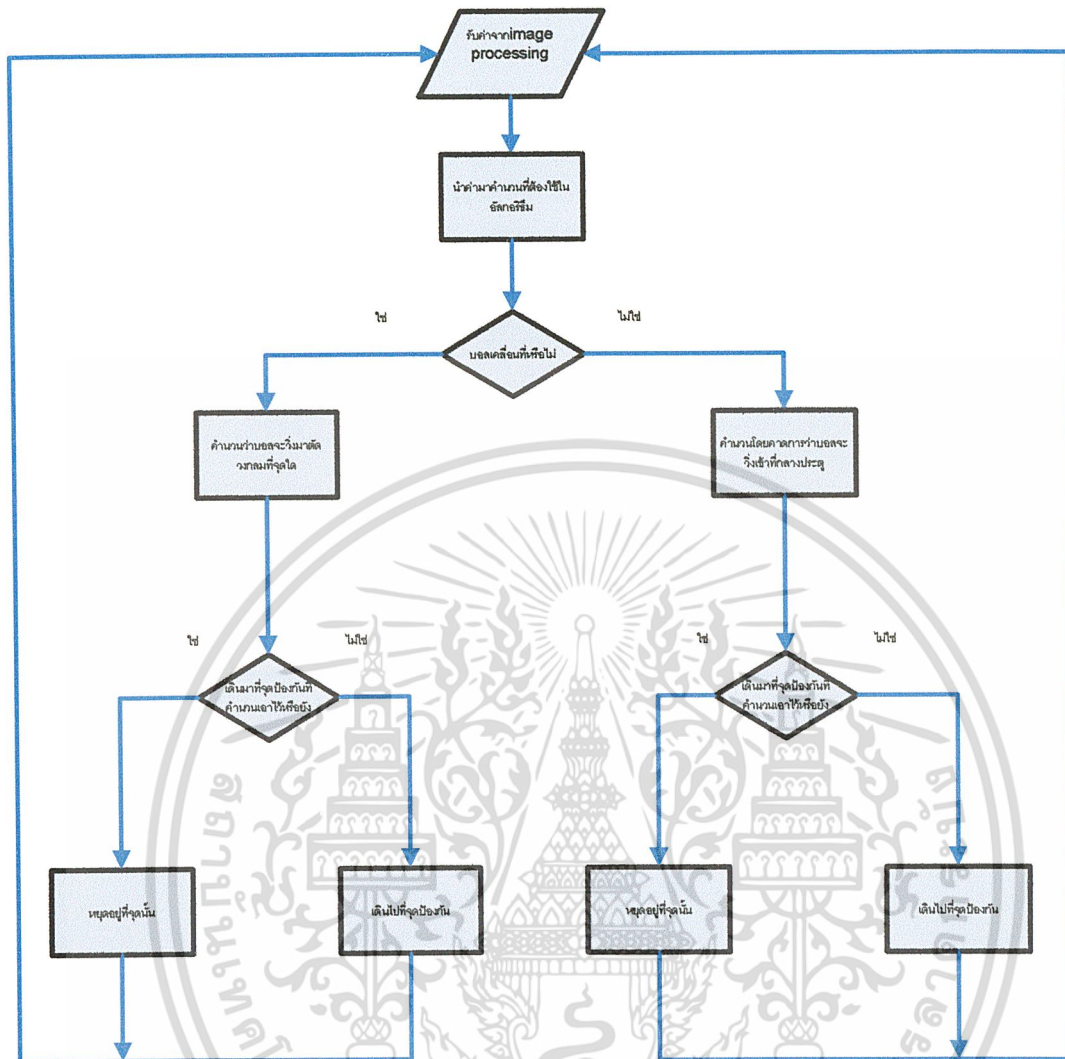 รับค่าจากimage
processing
นำค่ามาคำนวนที่ต้องใช้ใน
อัลกอริซึม
ใช่
ไม่ใช่
บอลเคลื่อนที่หรือไม่
คำนวนว่าบอลจะวิ่งมาตัด
วงกลมที่จุดใด
คำนวนโดยคาดการว่าบอลจะ
วิ่งเข้าที่กลางประตู
ใช่
ไม่ใช่
ใช่
ไม่ใช่
เดินมาที่จุดป้องกันที่
คำนวนเอาไว้หรือยัง
เดินมาที่จุดป้องกันที่
คำนวนเอาไว้หรือยัง
หยุดอยู่ที่จุดนั้น
เดินไปที่จุดป้องกัน
หยุดอยู่ที่จุดนั้น
เดินไปที่จุดป้องกัน